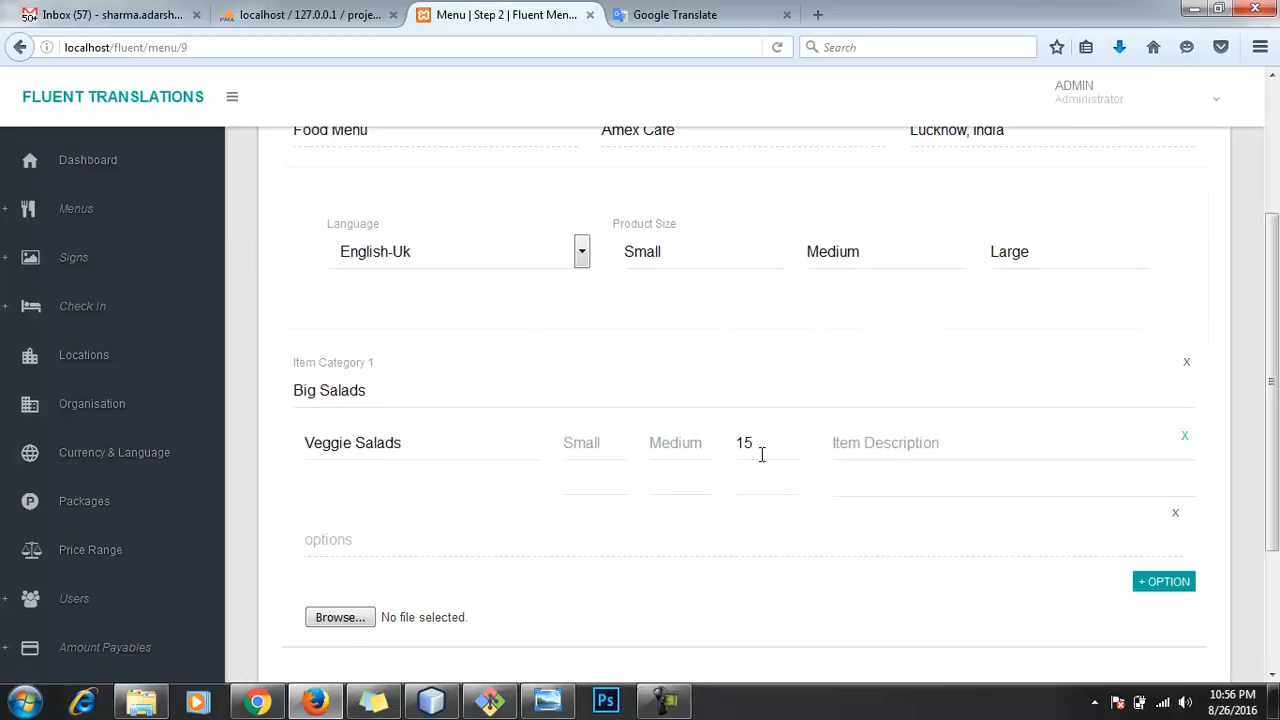 Inbox (57) - sharma.adarsh...
localhost / 127.0.0.1 / proje...
Menu | Step 2 | Fluent Men...
Google Translate
localhost/fluent/menu/9
Search
FLUENT TRANSLATIONS
ADMIN
Administrator
Food Menu
Amex Cafe
Lucknow, India
Dashboard
+ Menus
+ Signs
+ Check In
Locations
Organisation
Currency & Language
P Packages
Price Range
+ Users
+ Amount Payables
Language
Product Size
English-Uk
Small
Medium
Large
Item Category 1
X
Big Salads
Veggie Salads
Small
Medium
15
Item Description
X
X
options
+ OPTION
Browse... No file selected.
Ps
10:56 PM
8/26/2016